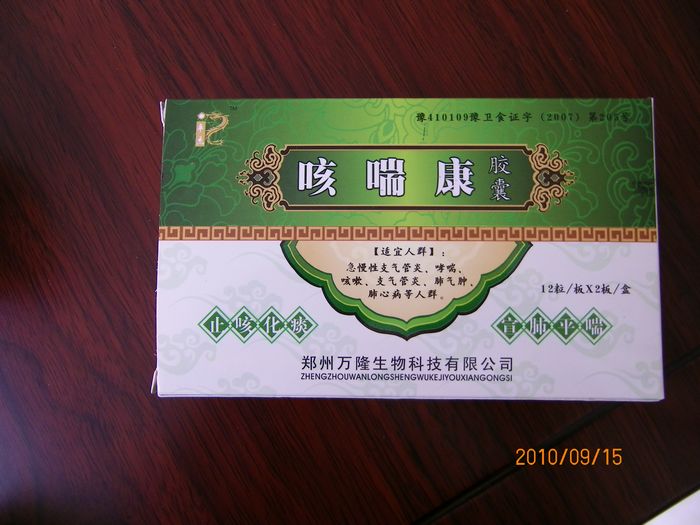 TM
豫410109豫卫食证字（2007）第205号
咳喘康胶囊
【适宜人群】：
急慢性支气管炎、哮喘、
咳嗽、支气管炎、肺气肿、
肺心病等人群。
12粒/板X2板/盒
止咳化痰
宣肺平喘
郑州万隆生物科技有限公司
ZHENGZHOUWANLONGSHENGWUKEJIYOUXIANGONGSI
2010/09/15